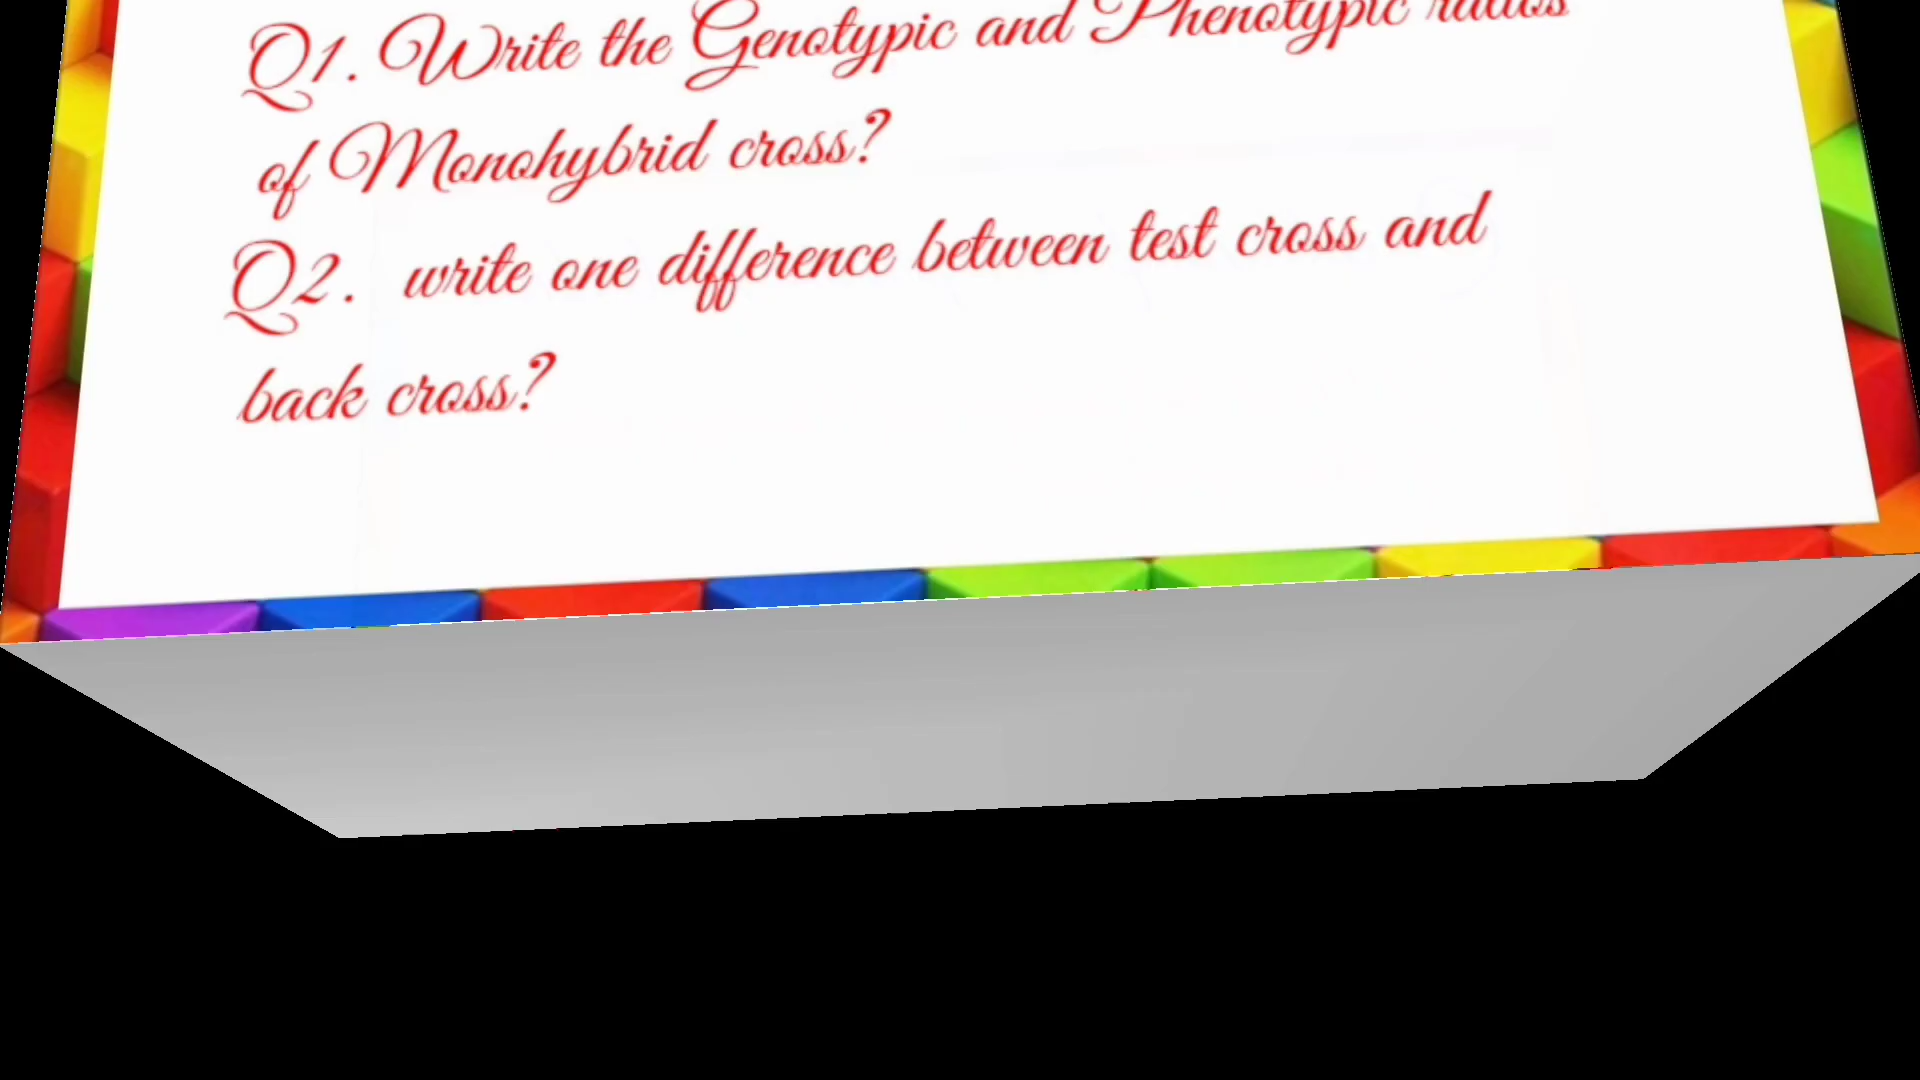 Q1. Write the Genotypic and Phenotypic ratios
of Monohybrid cross?
Q2. write one difference between test cross and
back cross?